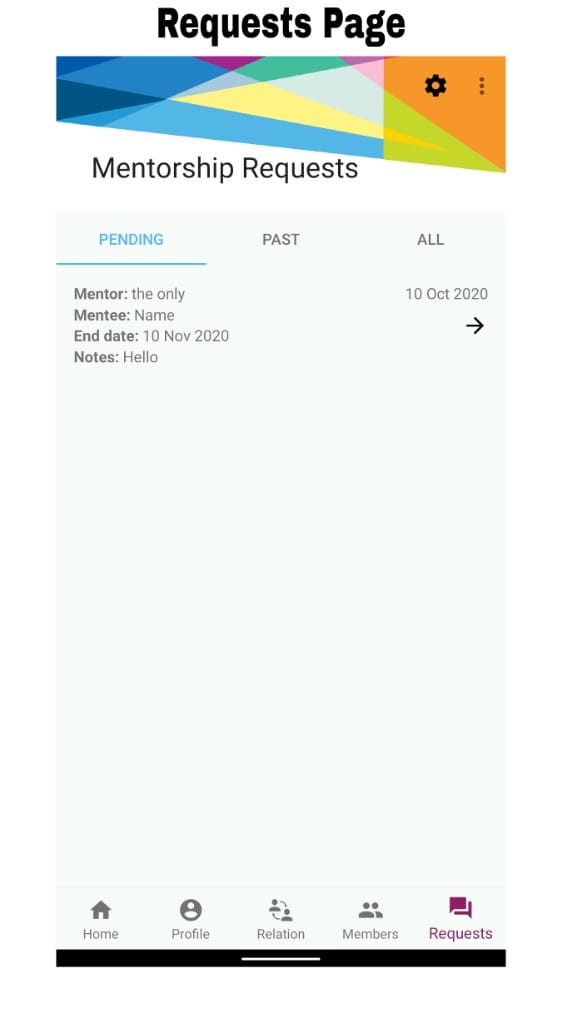 Requests Page
Mentorship Requests
PENDING PAST ALL
Mentor: the only 10 Oct 2020
Mentee: Name
End date: 10 Nov 2020
Notes: Hello
Home Profile Relation Members Requests